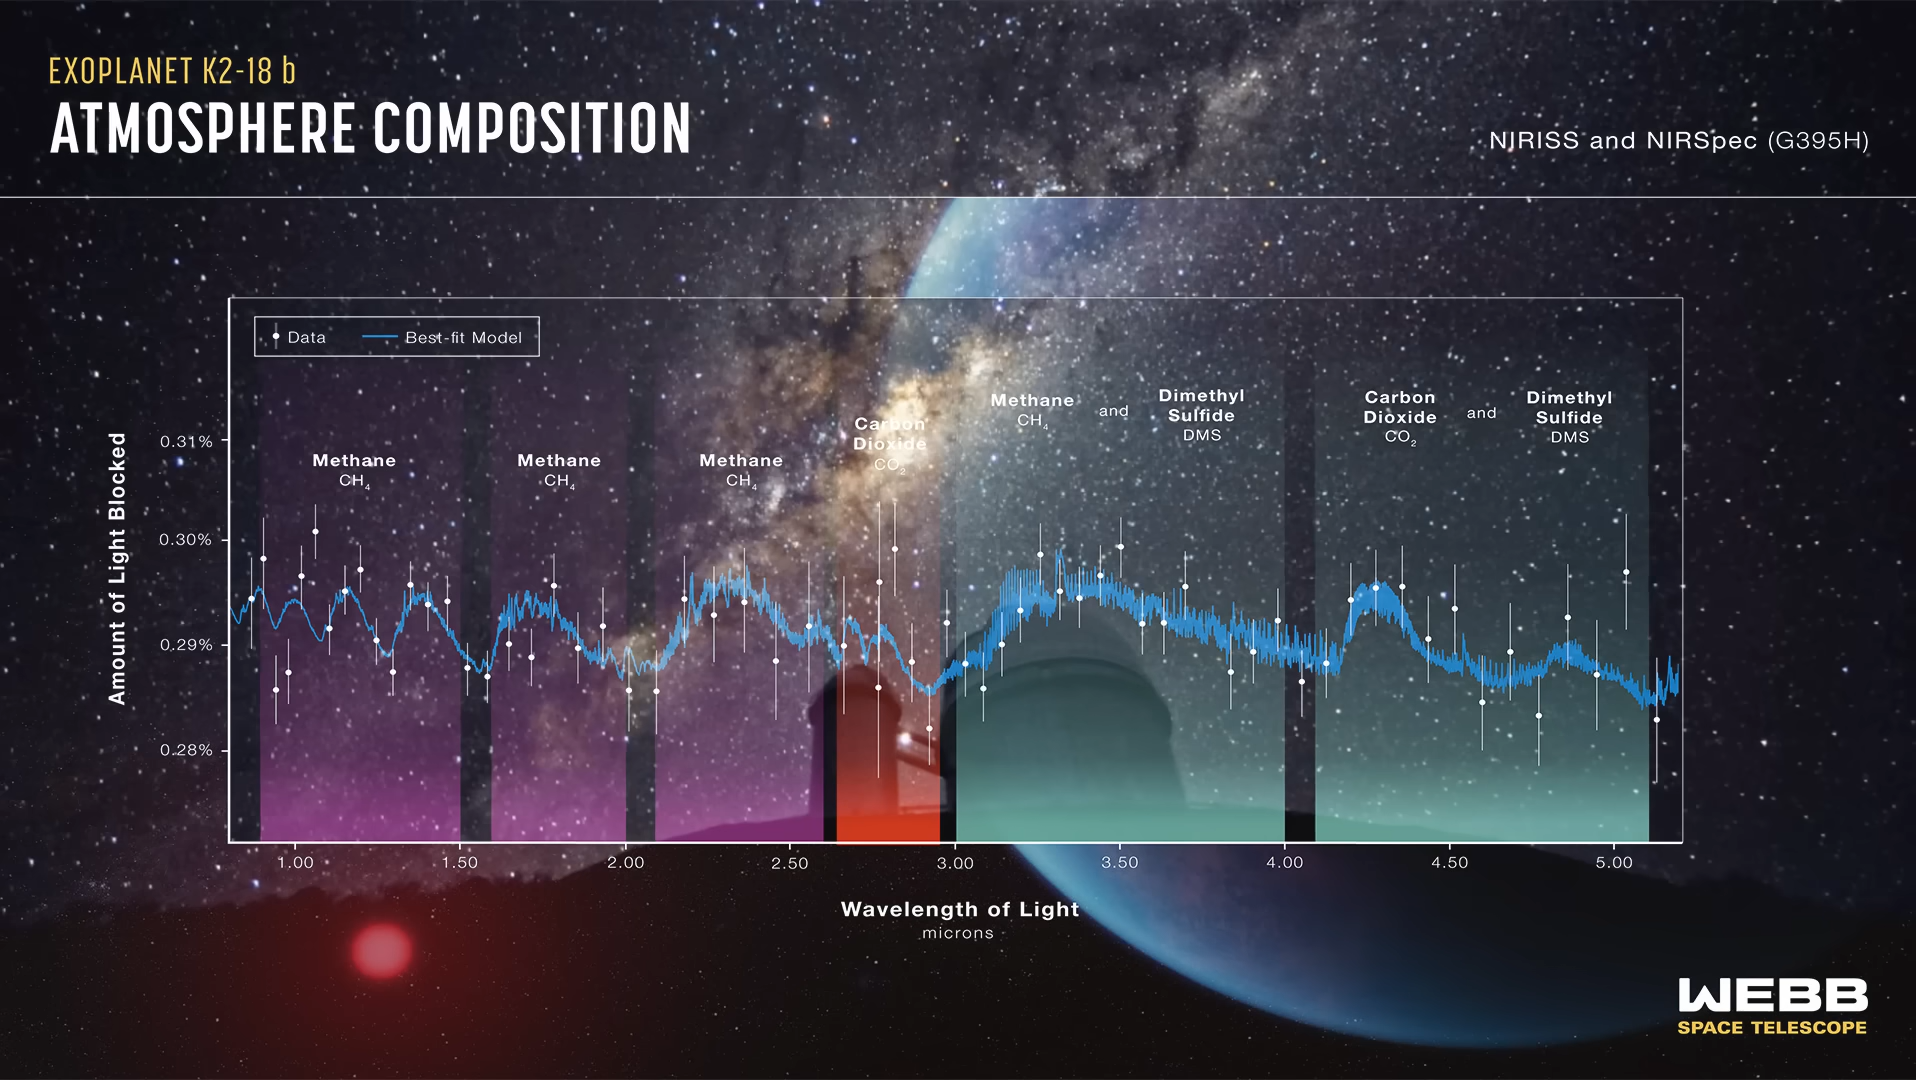 EXOPLANET K2-18 b
ATMOSPHERE COMPOSITION
NIRISS and NIRSpec (G395H)
Data
Best-fit Model
Amount of Light Blocked
0.31%
0.30%
0.29%
0.28%
Methane
CH₄
Methane
CH₄
Methane
CH₄
Carbon
Dioxide
CO₂
Methane
CH₄
and
Dimethyl
Sulfide
DMS
Carbon
Dioxide
CO₂
and
Dimethyl
Sulfide
DMS
1.00 1.50 2.00 2.50 3.00 3.50 4.00 4.50 5.00
Wavelength of Light
microns
WEBB
SPACE TELESCOPE